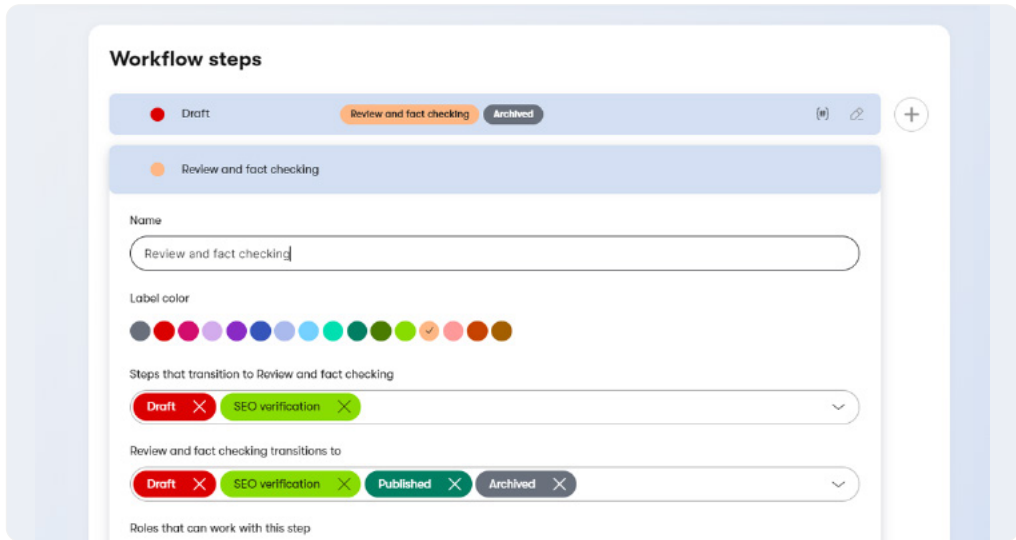 Workflow steps
Draft Review and fact checking Archived
Review and fact checking
Name
Review and fact checking
Label color
Steps that transition to Review and fact checking
Draft SEO verification
Review and fact checking transitions to
Draft SEO verification Published Archived
Roles that can work with this step